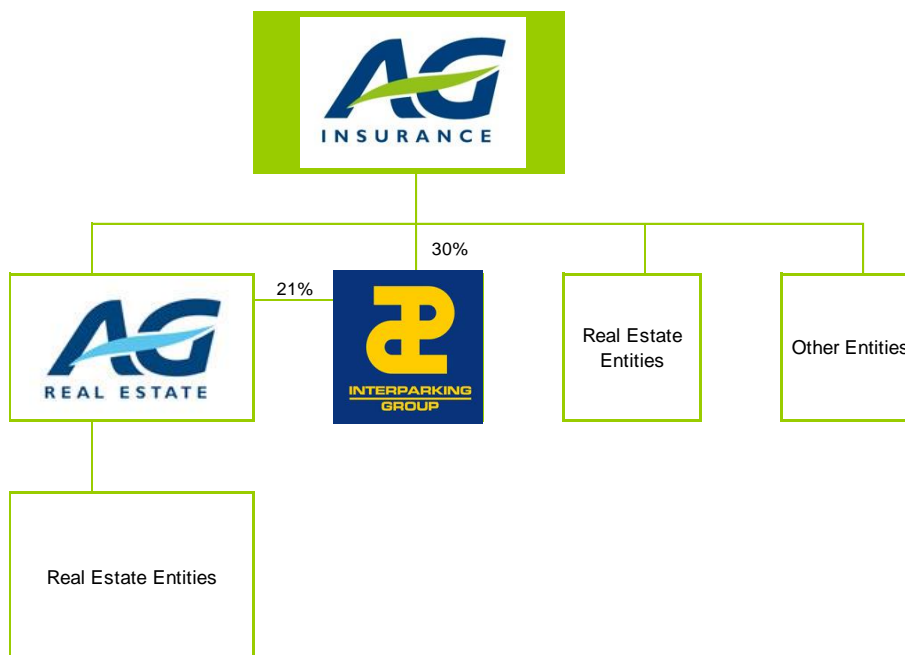 AG
INSURANCE
30%
21%
AG
REAL ESTATE
INTERPARKING
GROUP
Real Estate
Entities
Other Entities
Real Estate Entities